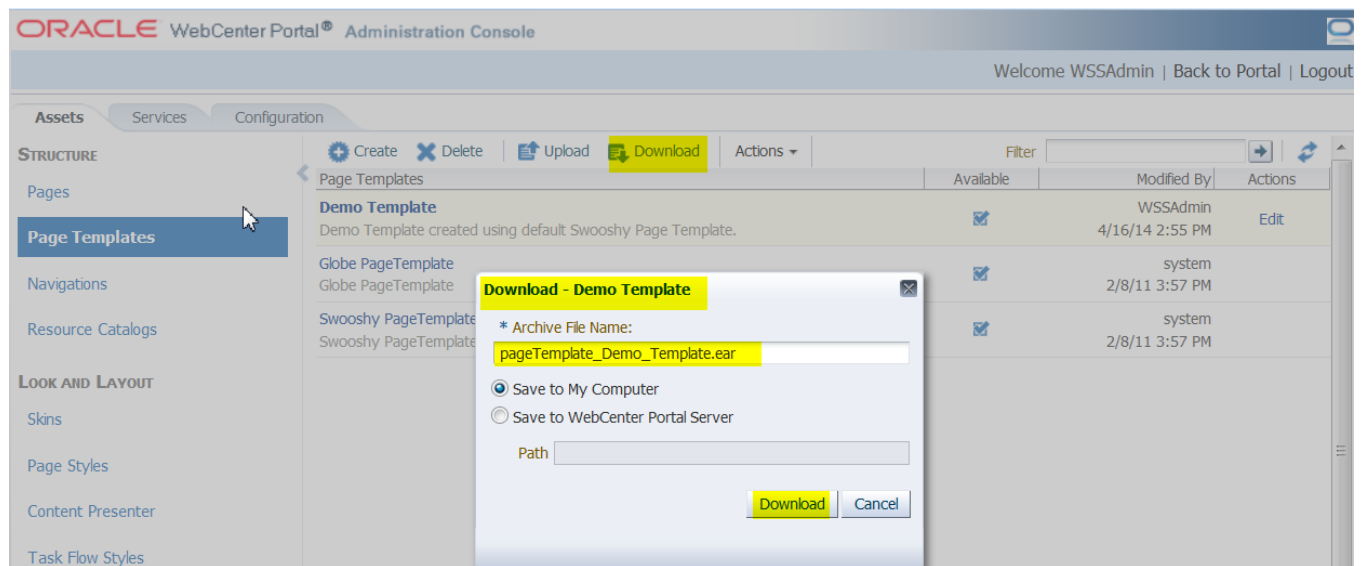 ORACLE WebCenter Portal® Administration Console
Welcome WSSAdmin | Back to Portal | Logout
Assets Services Configuration
STRUCTURE
Pages
Page Templates
Navigations
Resource Catalogs
LOOK AND LAYOUT
Skins
Page Styles
Content Presenter
Task Flow Styles
Create Delete Upload Download Actions Filter
Page Templates Available Modified By Actions
Demo Template WSSAdmin
Demo Template created using default Swooshy Page Template. 4/16/14 2:55 PM Edit
Globe PageTemplate system
Globe PageTemplate 2/8/11 3:57 PM
Swooshy PageTemplate system
Swooshy PageTemplate 2/8/11 3:57 PM
Download - Demo Template
* Archive File Name:
pageTemplate_Demo_Template.ear
Save to My Computer
Save to WebCenter Portal Server
Path
Download Cancel